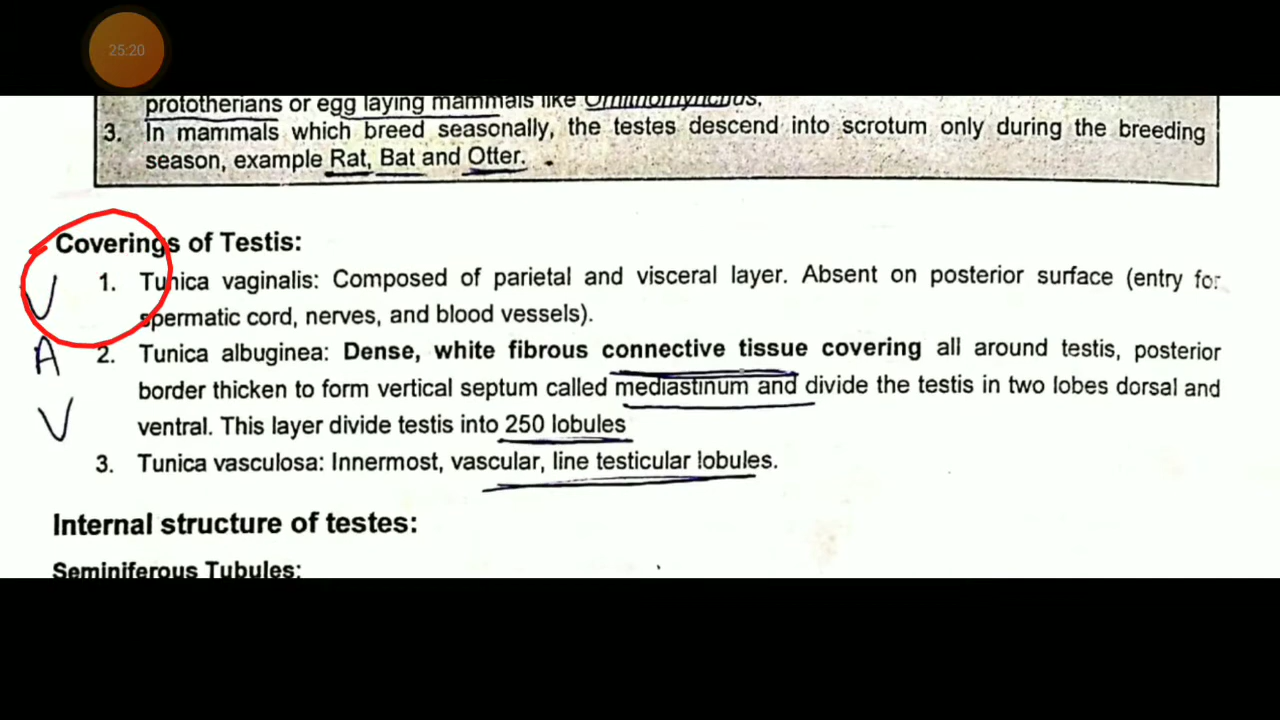 25:20
prototherians or egg laying mammals like Ornithorhynchus.
3. In mammals which breed seasonally, the testes descend into scrotum only during the breeding
season, example Rat, Bat and Otter.
Coverings of Testis:
V 1. Tunica vaginalis: Composed of parietal and visceral layer. Absent on posterior surface (entry for
spermatic cord, nerves, and blood vessels).
A 2. Tunica albuginea: Dense, white fibrous connective tissue covering all around testis, posterior
border thicken to form vertical septum called mediastinum and divide the testis in two lobes dorsal and
V ventral. This layer divide testis into 250 lobules
3. Tunica vasculosa: Innermost, vascular, line testicular lobules.
Internal structure of testes:
Seminiferous Tubules: